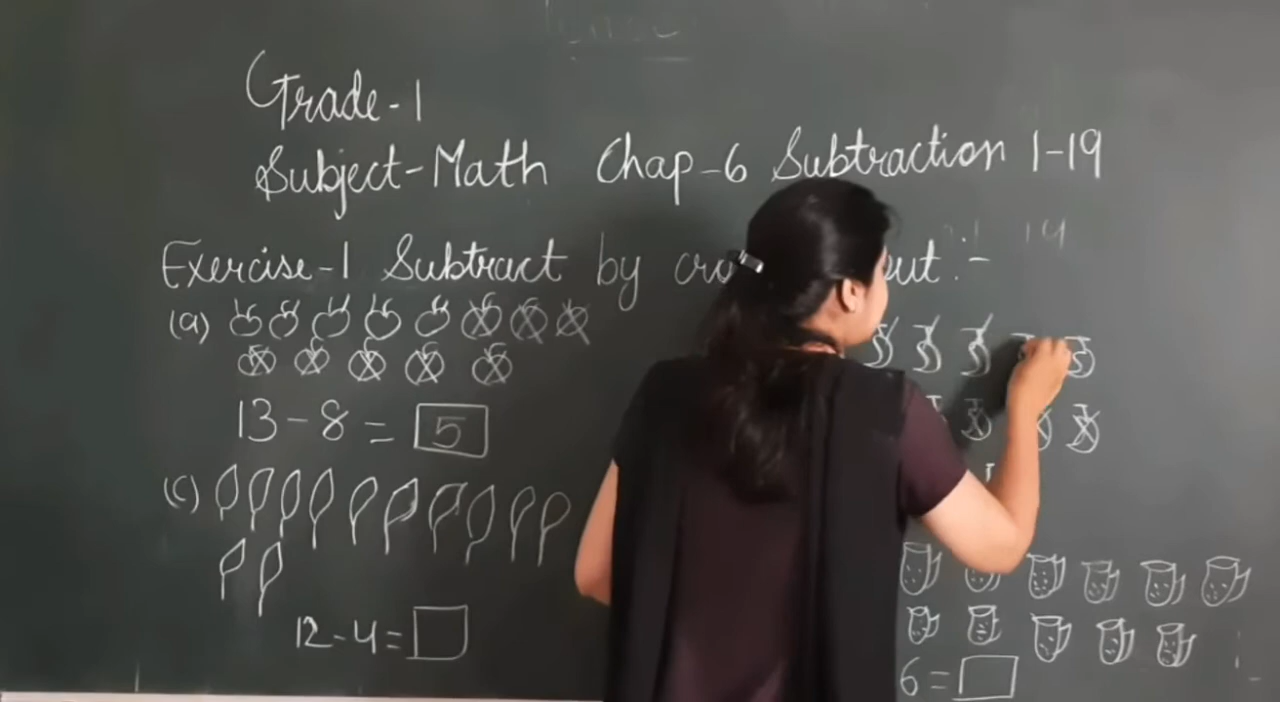 Grade-1
Subject-Math Chap-6 Subtraction 1-19
Exercise-1 Subtract by out:-
(a)
13-8= 5
(c)
12-4=
6=